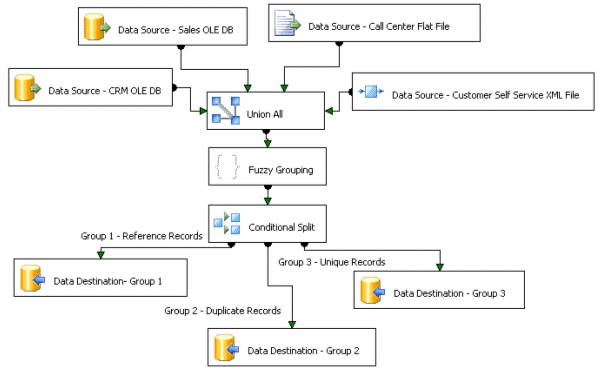 Data Source - Sales OLE DB
Data Source - Call Center Flat File
Data Source - CRM OLE DB
Data Source - Customer Self Service XML File
Union All
Fuzzy Grouping
Conditional Split
Group 1 - Reference Records
Group 3 - Unique Records
Data Destination- Group 1
Data Destination - Group 3
Group 2 - Duplicate Records
Data Destination - Group 2